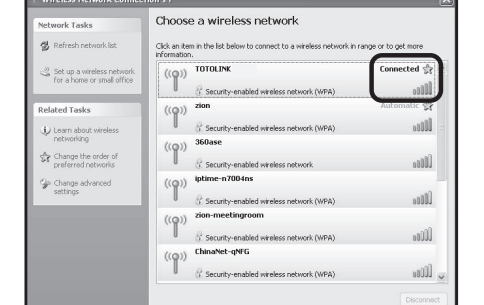 Network Tasks
Refresh network list
Set up a wireless network
for a home or small office
Related Tasks
Learn about wireless
networking
Change the order of
preferred networks
Change advanced
settings
Choose a wireless network
Click an item in the list below to connect to a wireless network in range or to get more
information.
TOTOLINK Connected
Security-enabled wireless network (WPA)
zion Automatic
Security-enabled wireless network (WPA)
360ase
Security-enabled wireless network
iptime-n7004ns
Security-enabled wireless network (WPA)
zion-meetingroom
Security-enabled wireless network (WPA)
ChinaNet-qNFG
Security-enabled wireless network (WPA)
Disconnect